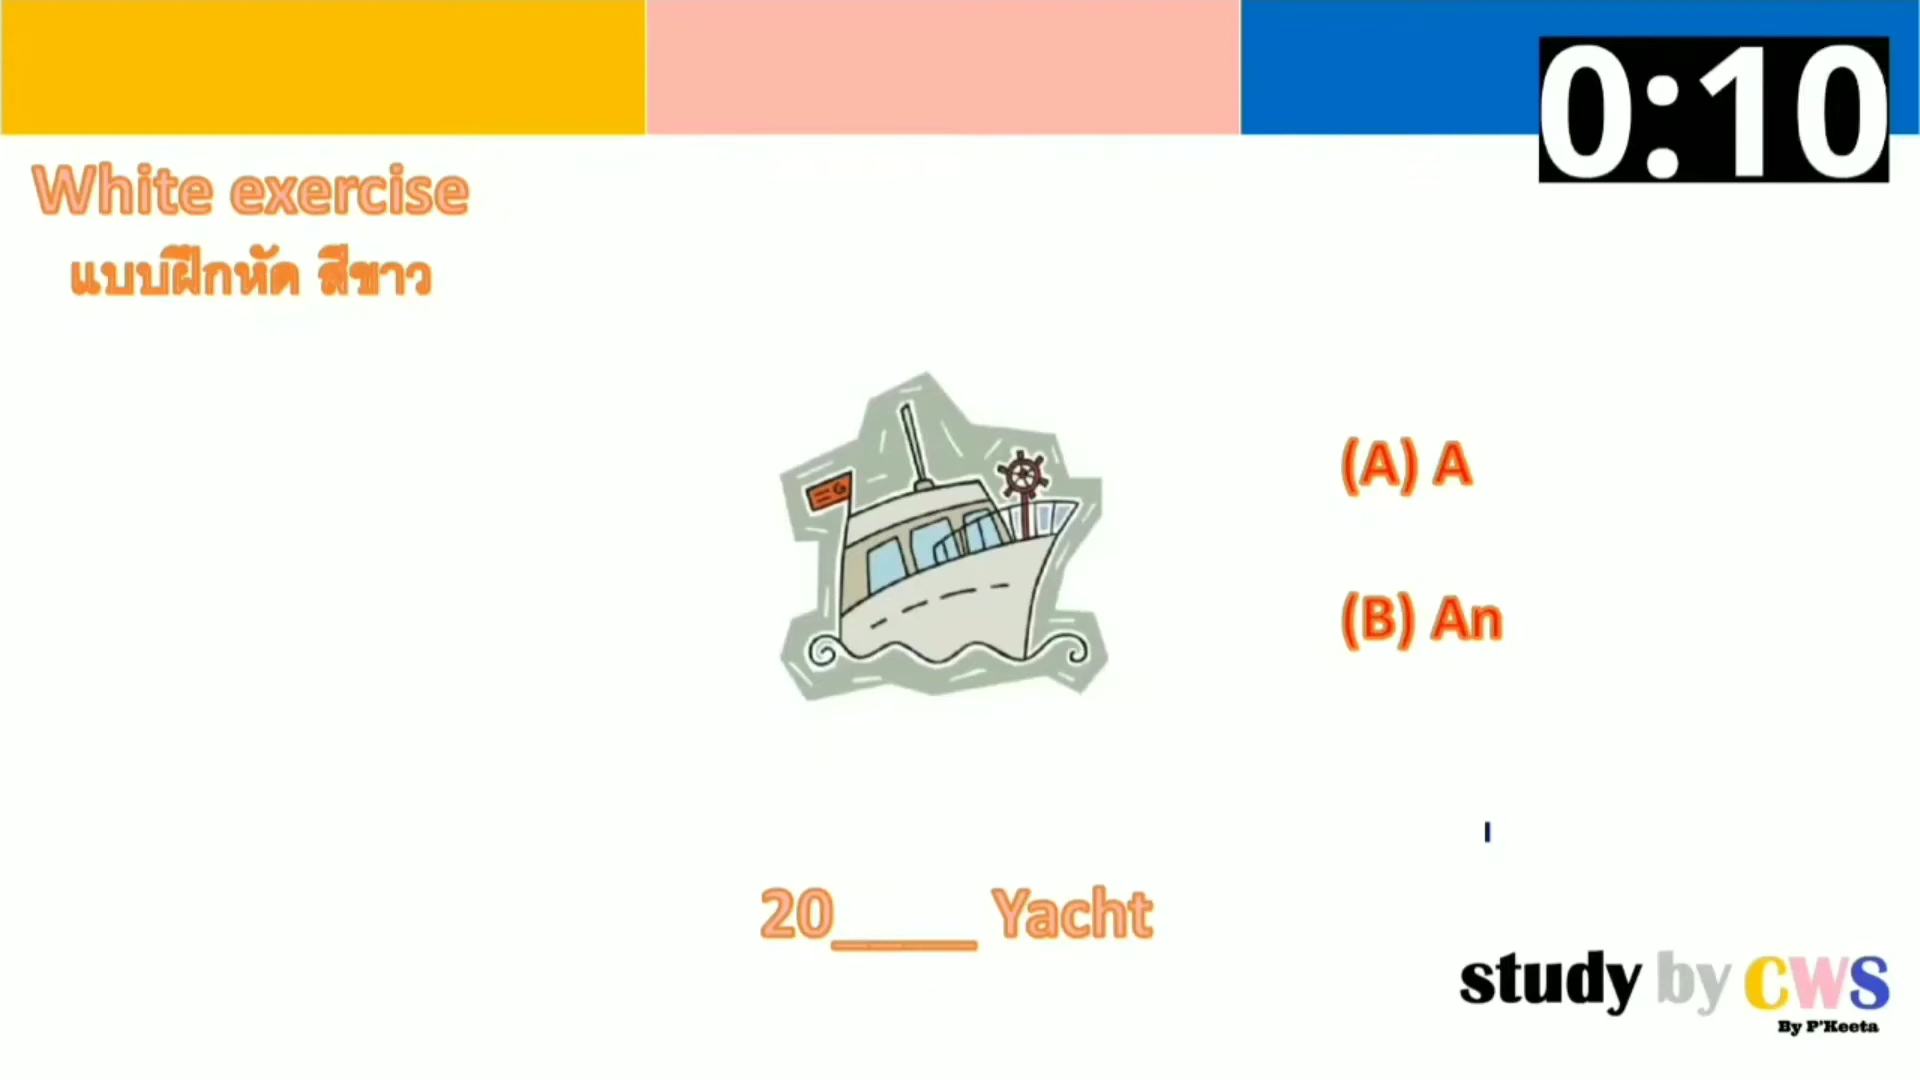 0:10
White exercise
แบบฝึกหัด สีขาว
(A) A
(B) An
20____ Yacht
study by CWS
By P'Keeta